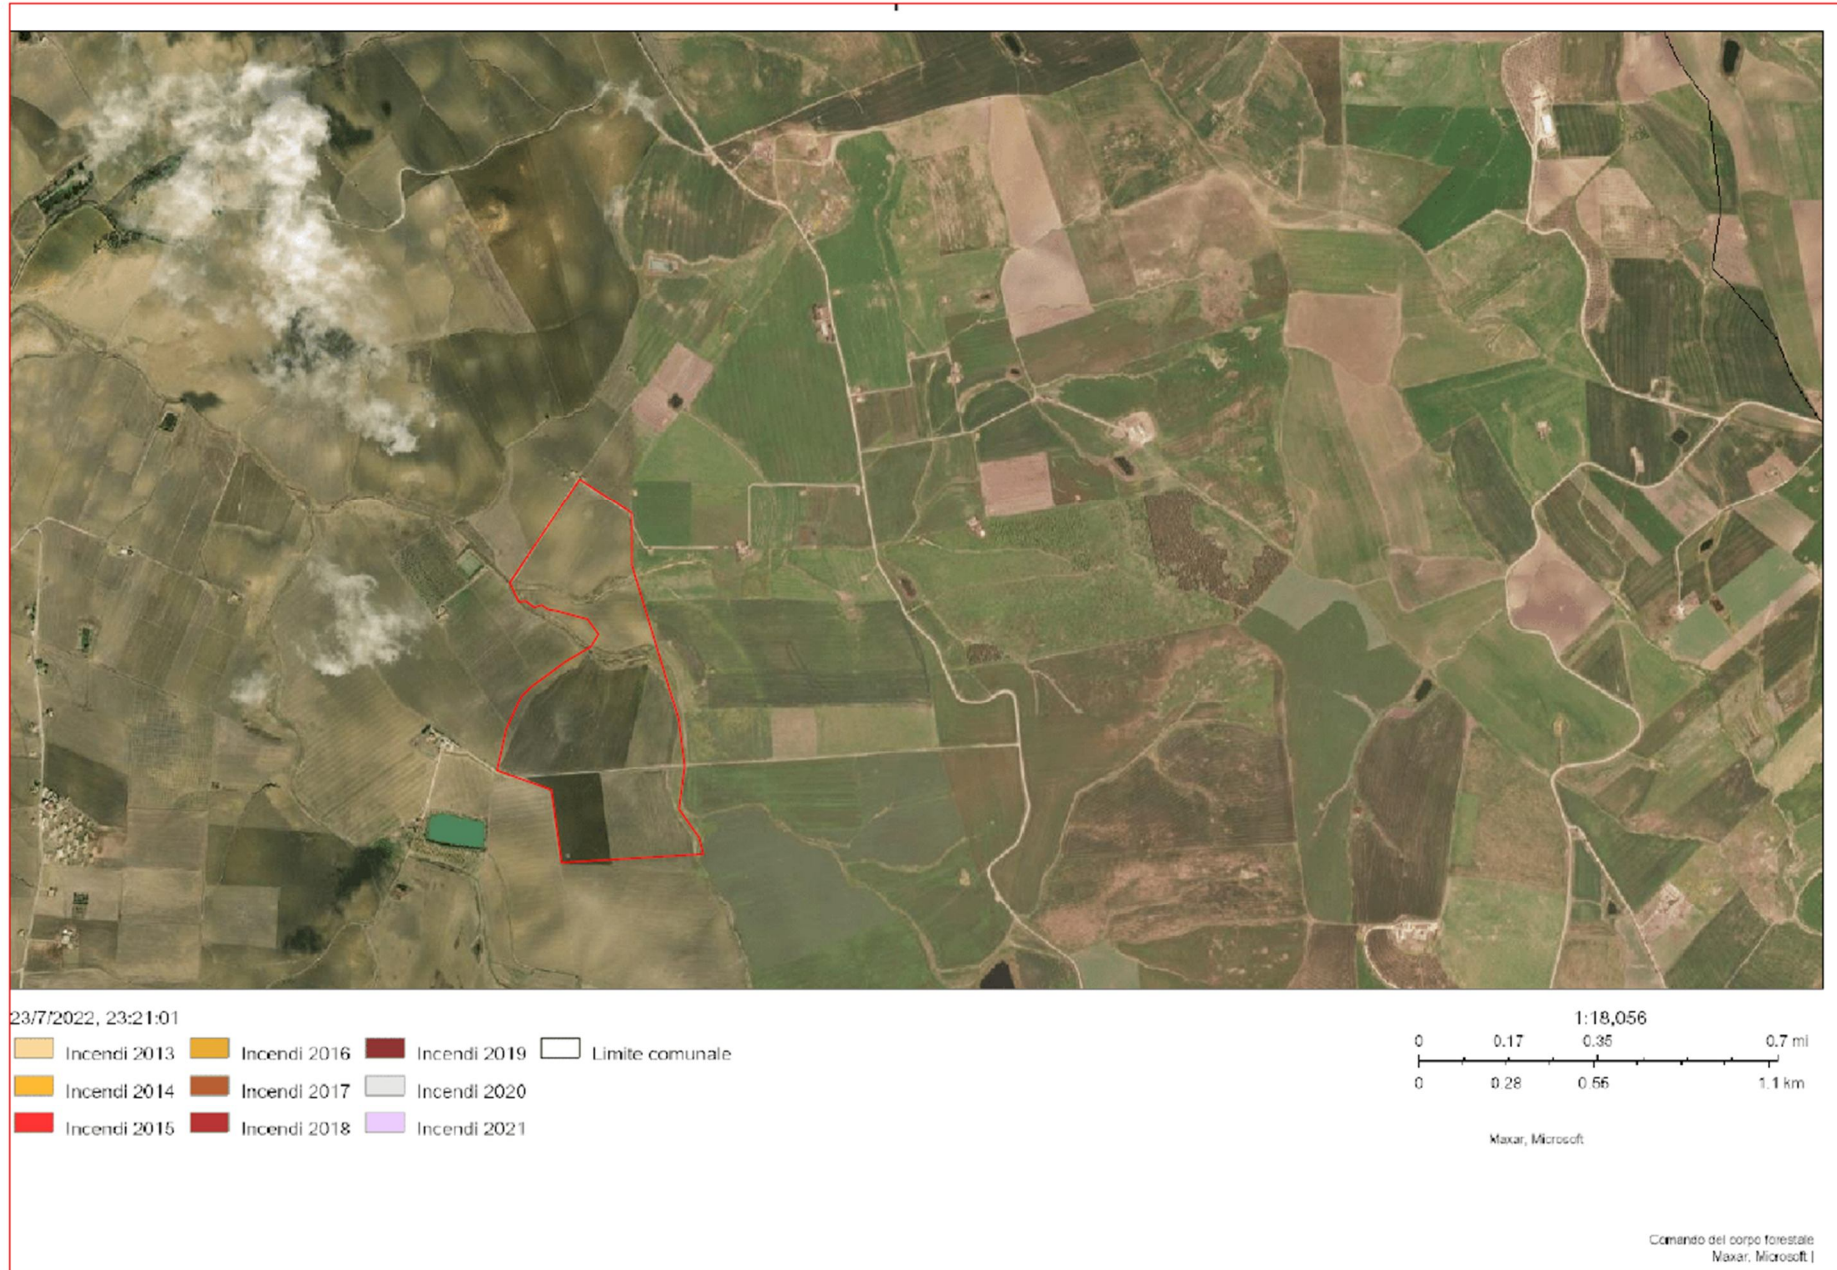 23/7/2022, 23:21:01
Incendi 2013
Incendi 2016
Incendi 2019
Limite comunale
Incendi 2014
Incendi 2017
Incendi 2020
Incendi 2015
Incendi 2018
Incendi 2021
1:18,056
0 0.17 0.35 0.7 mi
0 0.28 0.55 1.1 km
Maxar, Microsoft
Comando del corpo forestale
Maxar, Microsoft |